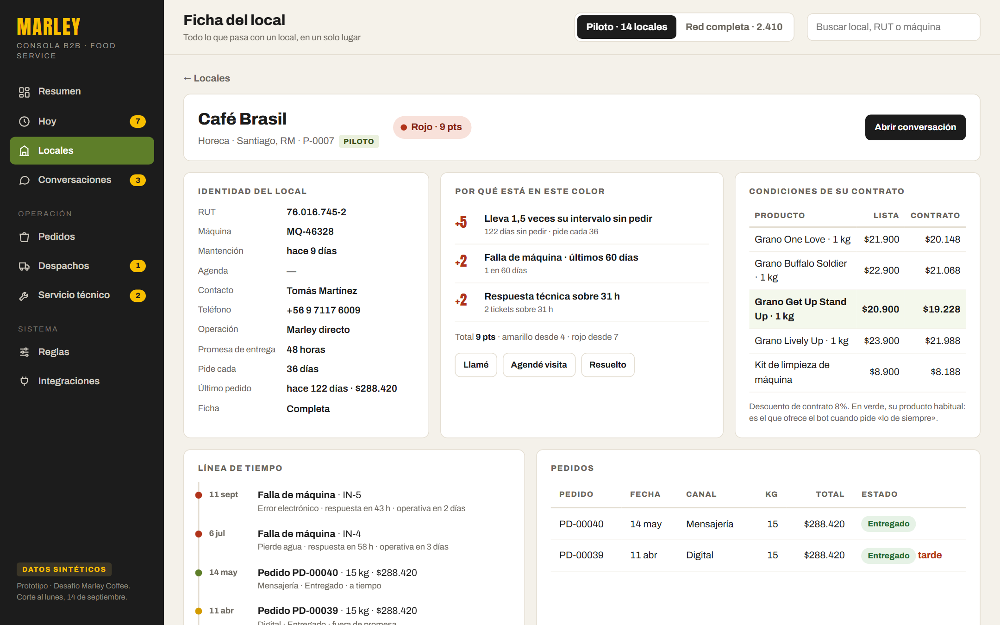 MARLEY
CONSOLA B2B · FOOD
SERVICE
Resumen
Hoy 7
Locales
Conversaciones 3
OPERACIÓN
Pedidos
Despachos 1
Servicio técnico 2
SISTEMA
Reglas
Integraciones
DATOS SINTÉTICOS
Prototipo · Desafío Marley Coffee.
Corte al lunes, 14 de septiembre.
Ficha del local
Todo lo que pasa con un local, en un solo lugar
Piloto · 14 locales
Red completa · 2.410
Buscar local, RUT o máquina
← Locales
Café Brasil
Horeca · Santiago, RM · P-0007 PILOTO
Rojo · 9 pts
Abrir conversación
IDENTIDAD DEL LOCAL
RUT 76.016.745-2
Máquina MQ-46328
Mantención hace 9 días
Agenda —
Contacto Tomás Martínez
Teléfono +56 9 7117 6009
Operación Marley directo
Promesa de entrega 48 horas
Pide cada 36 días
Último pedido hace 122 días · $288.420
Ficha Completa
POR QUÉ ESTÁ EN ESTE COLOR
+5 Lleva 1,5 veces su intervalo sin pedir
122 días sin pedir · pide cada 36
+2 Falla de máquina · últimos 60 días
1 en 60 días
+2 Respuesta técnica sobre 31 h
2 tickets sobre 31 h
Total 9 pts · amarillo desde 4 · rojo desde 7
Llamé
Agendé visita
Resuelto
CONDICIONES DE SU CONTRATO
PRODUCTO LISTA CONTRATO
Grano One Love · 1 kg $21.900 $20.148
Grano Buffalo Soldier
· 1 kg $22.900 $21.068
Grano Get Up Stand
Up · 1 kg $20.900 $19.228
Grano Lively Up · 1 kg $23.900 $21.988
Kit de limpieza de
máquina $8.900 $8.188
Descuento de contrato 8%. En verde, su producto habitual:
es el que ofrece el bot cuando pide «lo de siempre».
LÍNEA DE TIEMPO
11 sept Falla de máquina · IN-5
Error electrónico · respuesta en 43 h · operativa en 2 días
6 jul Falla de máquina · IN-4
Pierde agua · respuesta en 58 h · operativa en 3 días
14 may Pedido PD-00040 · 15 kg · $288.420
Mensajería · Entregado · a tiempo
11 abr Pedido PD-00039 · 15 kg · $288.420
Digital · Entregado · fuera de promesa
PEDIDOS
PEDIDO FECHA CANAL KG TOTAL ESTADO
PD-00040 14 may Mensajería 15 $288.420 Entregado
PD-00039 11 abr Digital 15 $288.420 Entregado tarde